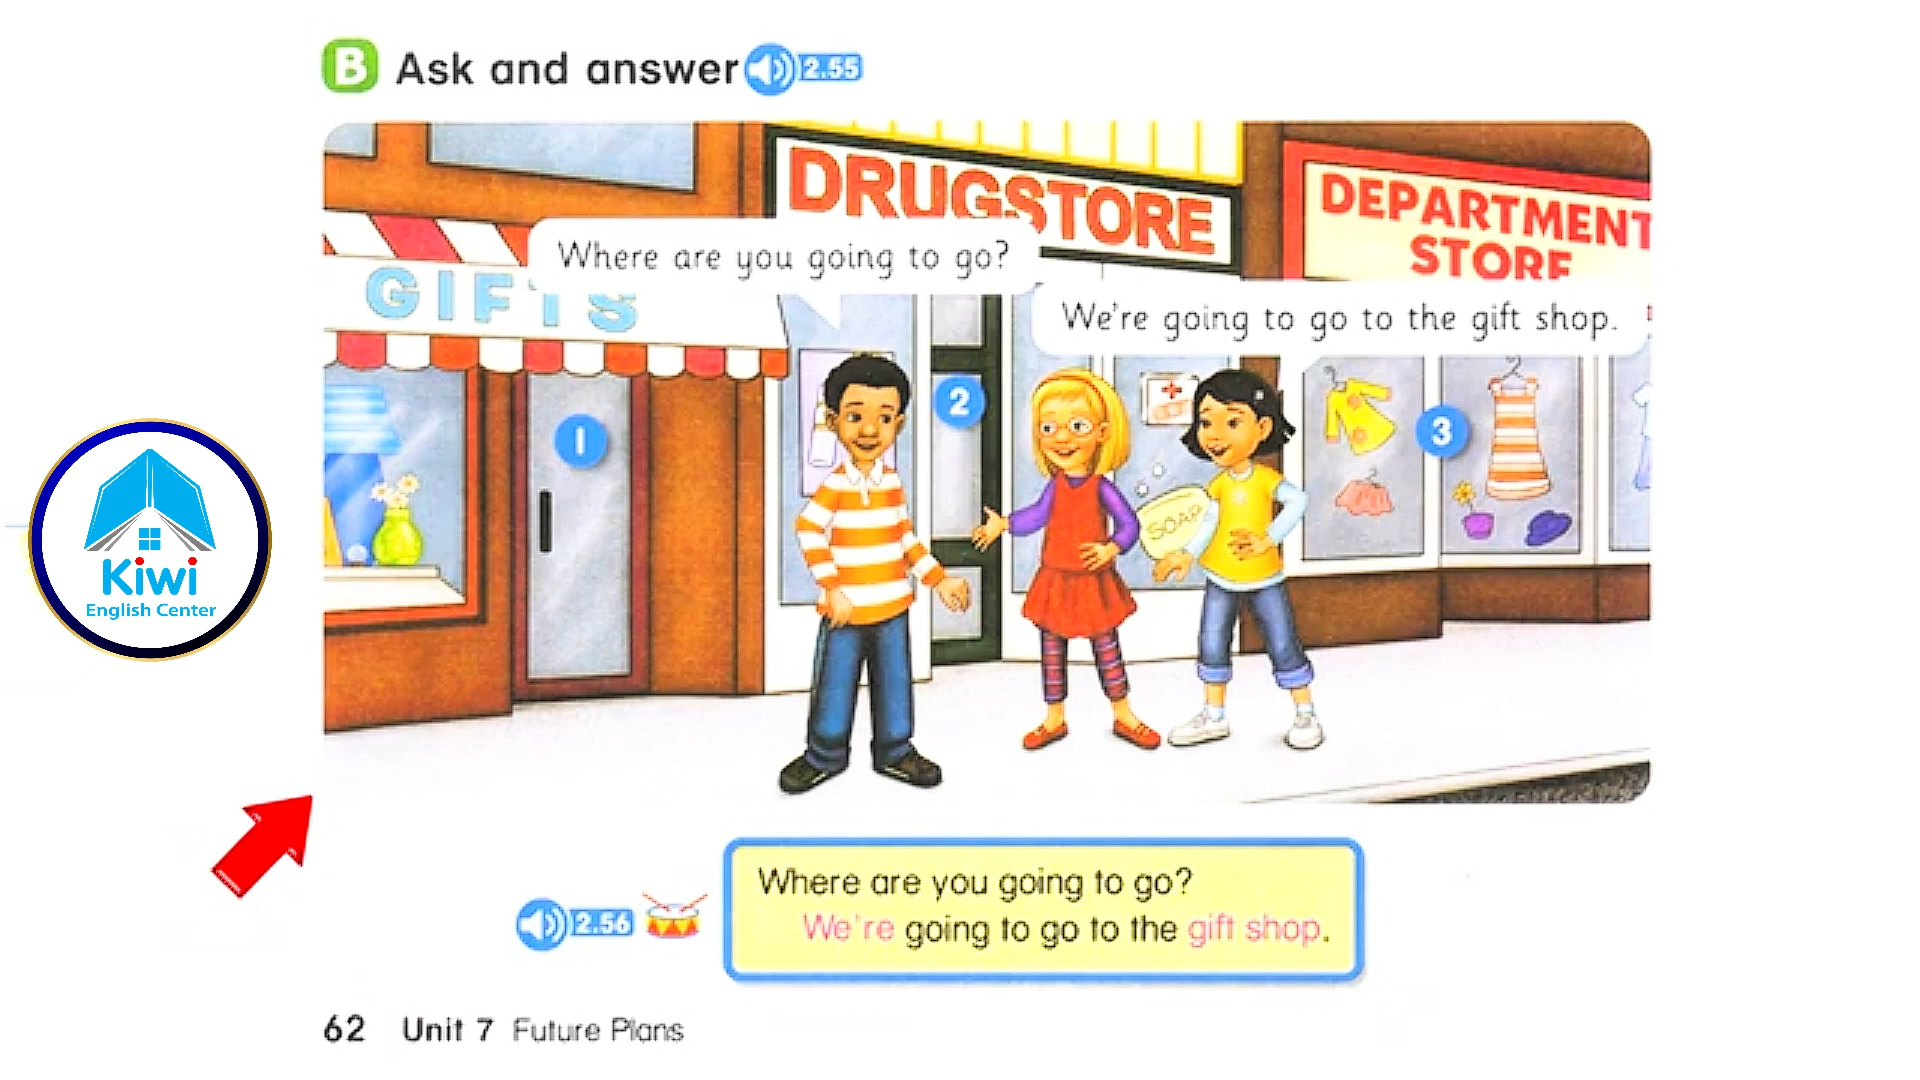 B Ask and answer 2.55
DRUGSTORE
DEPARTMENT
STORE
Where are you going to go?
GIFTS
We're going to go to the gift shop.
1
2
3
SOAP
Kiwi
English Center
Where are you going to go?
2.56
We're going to go to the gift shop.
62 Unit 7 Future Plans